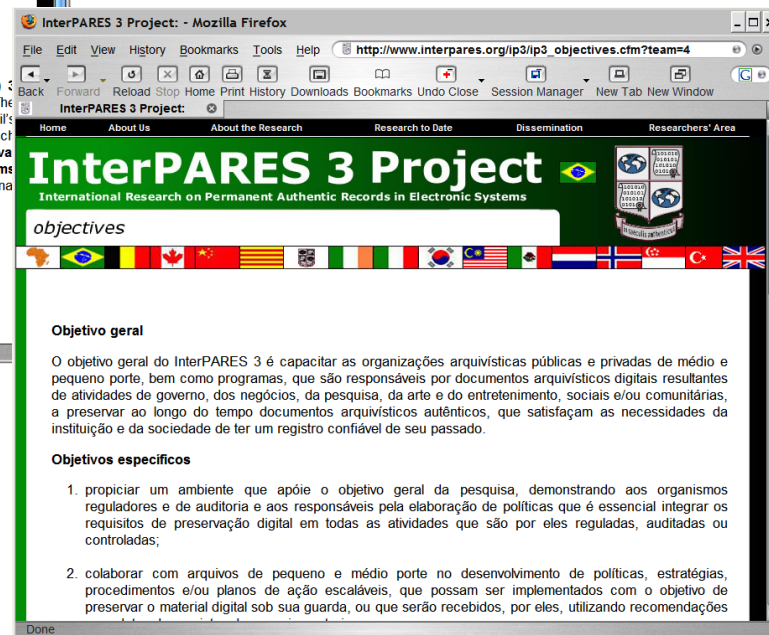 InterPARES 3 Project: - Mozilla Firefox
File Edit View History Bookmarks Tools Help http://www.interpares.org/ip3/ip3_objectives.cfm?team=4
Back Forward Reload Stop Home Print History Downloads Bookmarks Undo Close Session Manager New Tab New Window
InterPARES 3 Project:
Home About Us About the Research Research to Date Dissemination Researchers' Area
InterPARES 3 Project
International Research on Permanent Authentic Records in Electronic Systems
objectives
Objetivo geral
O objetivo geral do InterPARES 3 é capacitar as organizações arquivísticas públicas e privadas de médio e
pequeno porte, bem como programas, que são responsáveis por documentos arquivísticos digitais resultantes
de atividades de governo, dos negócios, da pesquisa, da arte e do entretenimento, sociais e/ou comunitárias,
a preservar ao longo do tempo documentos arquivísticos autênticos, que satisfaçam as necessidades da
instituição e da sociedade de ter um registro confiável de seu passado.
Objetivos especificos
1. propiciar um ambiente que apóie o objetivo geral da pesquisa, demonstrando aos organismos
reguladores e de auditoria e aos responsáveis pela elaboração de políticas que é essencial integrar os
requisitos de preservação digital em todas as atividades que são por eles reguladas, auditadas ou
controladas;
2. colaborar com arquivos de pequeno e médio porte no desenvolvimento de políticas, estratégias,
procedimentos e/ou planos de ação escaláveis, que possam ser implementados com o objetivo de
preservar o material digital sob sua guarda, ou que serão recebidos, por eles, utilizando recomendações
Done